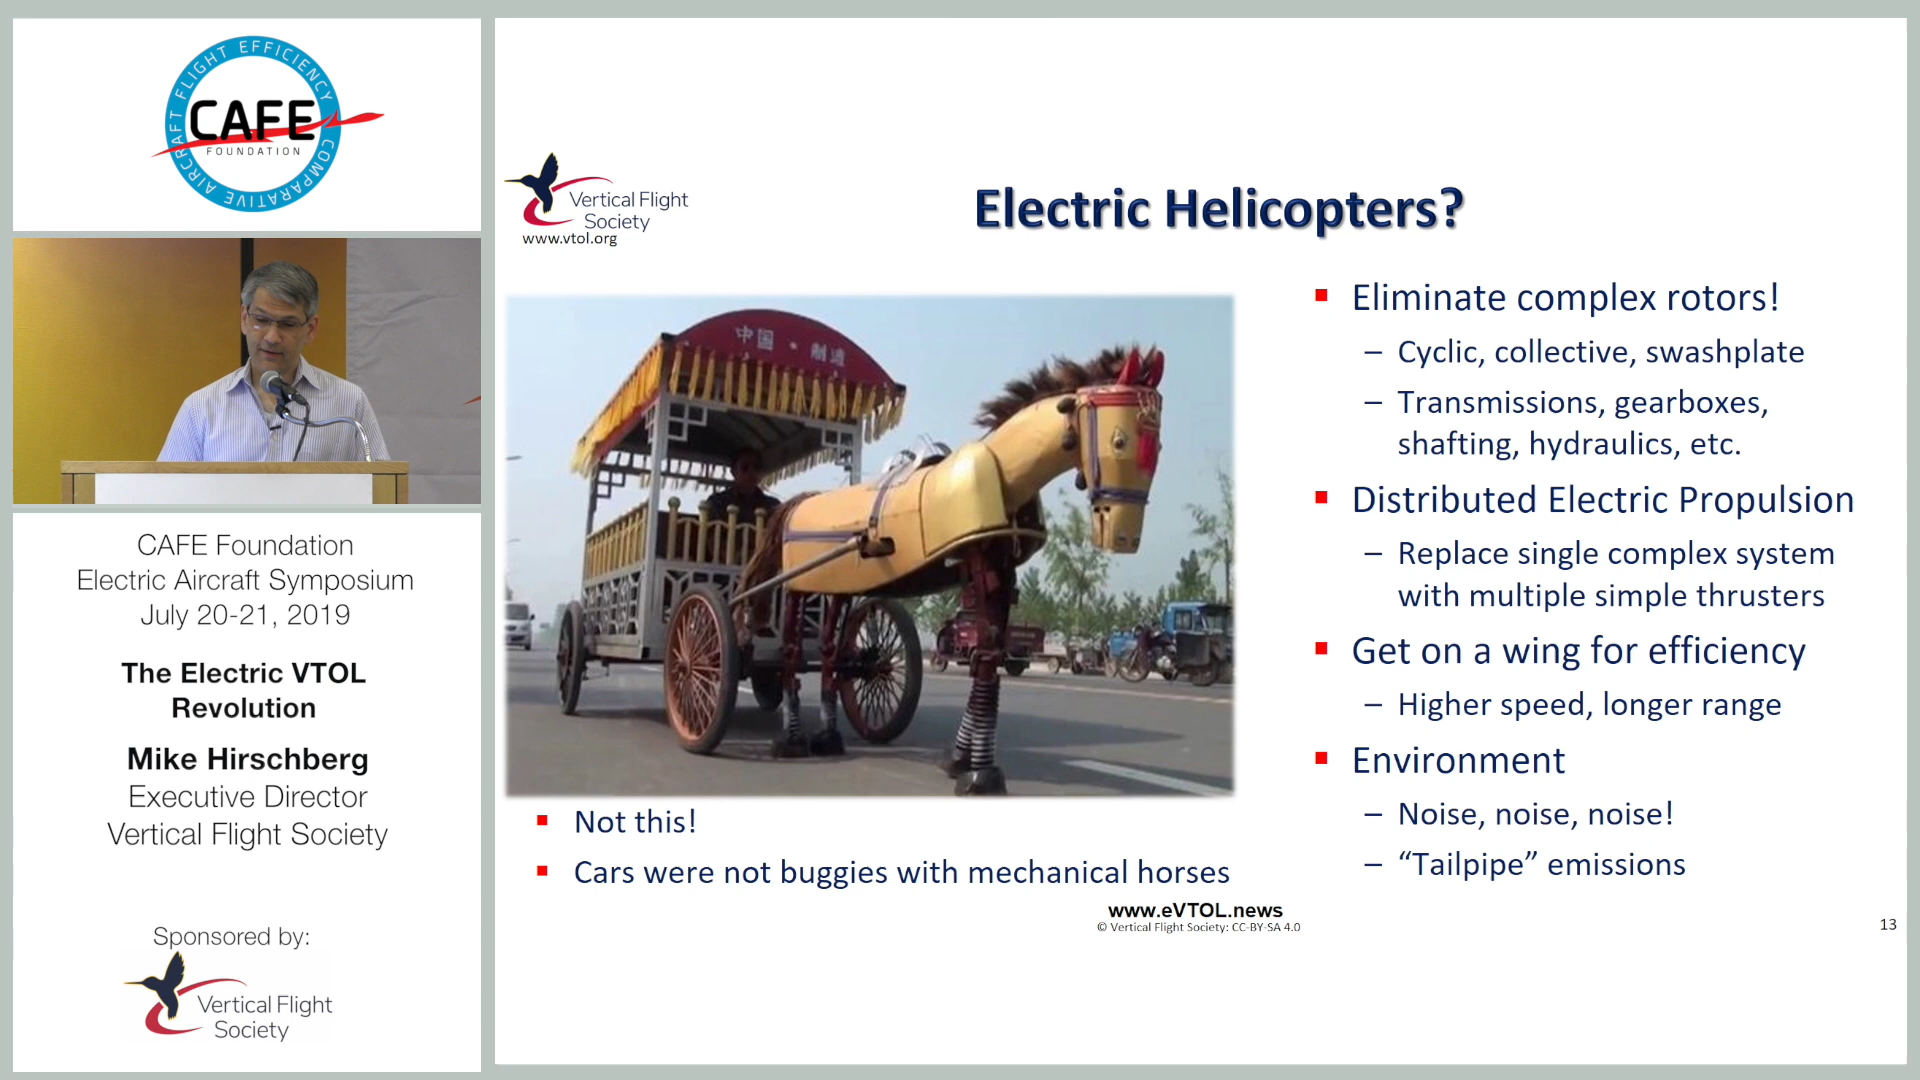 AIRCRAFT FLIGHT EFFICIENCY
COMPARATIVE
CAFE
FOUNDATION
CAFE Foundation
Electric Aircraft Symposium
July 20-21, 2019
The Electric VTOL
Revolution
Mike Hirschberg
Executive Director
Vertical Flight Society
Sponsored by:
Vertical Flight
Society
Vertical Flight
Society
www.vtol.org
Electric Helicopters?
中国·制造
Not this!
Cars were not buggies with mechanical horses
Eliminate complex rotors!
– Cyclic, collective, swashplate
– Transmissions, gearboxes,
shafting, hydraulics, etc.
Distributed Electric Propulsion
– Replace single complex system
with multiple simple thrusters
Get on a wing for efficiency
– Higher speed, longer range
Environment
– Noise, noise, noise!
– “Tailpipe” emissions
www.eVTOL.news
© Vertical Flight Society: CC-BY-SA 4.0
13